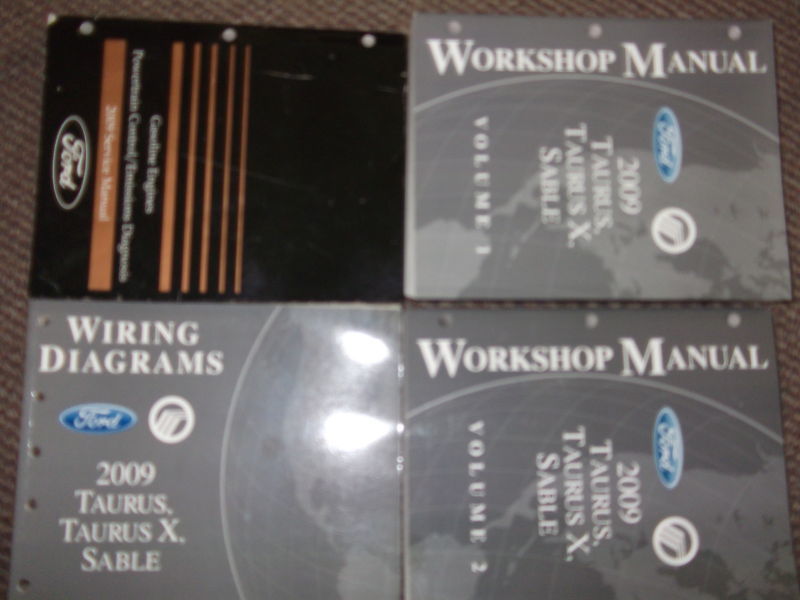 Gasoline Engines
Powertrain Control/Emissions Diagnosis
2009 Service Manual
Ford
WORKSHOP MANUAL
Ford
2009
TAURUS,
TAURUS X,
SABLE
VOLUME 1
WIRING
DIAGRAMS
Ford
2009
TAURUS,
TAURUS X,
SABLE
WORKSHOP MANUAL
Ford
2009
TAURUS,
TAURUS X,
SABLE
VOLUME 2